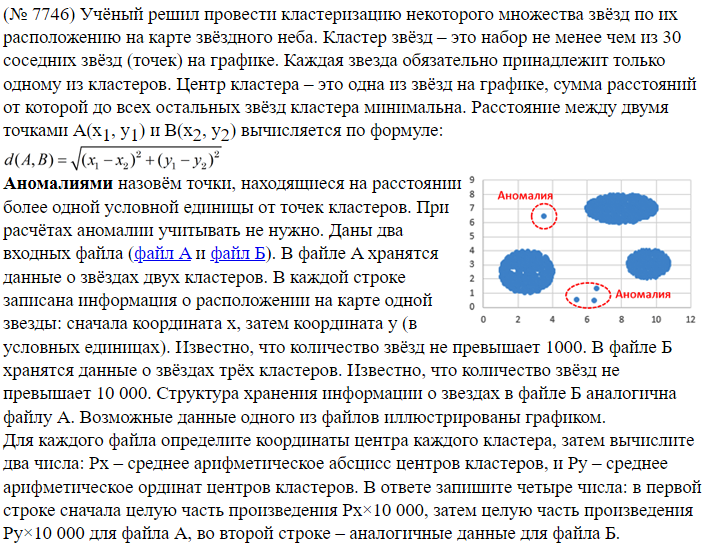 (№ 7746) Учёный решил провести кластеризацию некоторого множества звёзд по их
расположению на карте звёздного неба. Кластер звёзд – это набор не менее чем из 30
соседних звёзд (точек) на графике. Каждая звезда обязательно принадлежит только
одному из кластеров. Центр кластера – это одна из звёзд на графике, сумма расстояний
от которой до всех остальных звёзд кластера минимальна. Расстояние между двумя
точками A(x1, y1) и B(x2, y2) вычисляется по формуле:
d(A, B) = √((x1 − x2)² + (y1 − y2)²)
Аномалиями назовём точки, находящиеся на расстоянии
более одной условной единицы от точек кластеров. При
расчётах аномалии учитывать не нужно. Даны два
входных файла (файл А и файл Б). В файле А хранятся
данные о звёздах двух кластеров. В каждой строке
записана информация о расположении на карте одной
звезды: сначала координата x, затем координата y (в
условных единицах). Известно, что количество звёзд не превышает 1000. В файле Б
хранятся данные о звёздах трёх кластеров. Известно, что количество звёзд не
превышает 10 000. Структура хранения информации о звездах в файле Б аналогична
файлу А. Возможные данные одного из файлов иллюстрированы графиком.
Для каждого файла определите координаты центра каждого кластера, затем вычислите
два числа: Px – среднее арифметическое абсцисс центров кластеров, и Py – среднее
арифметическое ординат центров кластеров. В ответе запишите четыре числа: в первой
строке сначала целую часть произведения Px×10 000, затем целую часть произведения
Py×10 000 для файла А, во второй строке – аналогичные данные для файла Б.
9
8
7
6
5
4
3
2
1
0
0 2 4 6 8 10 12
Аномалия
Аномалия